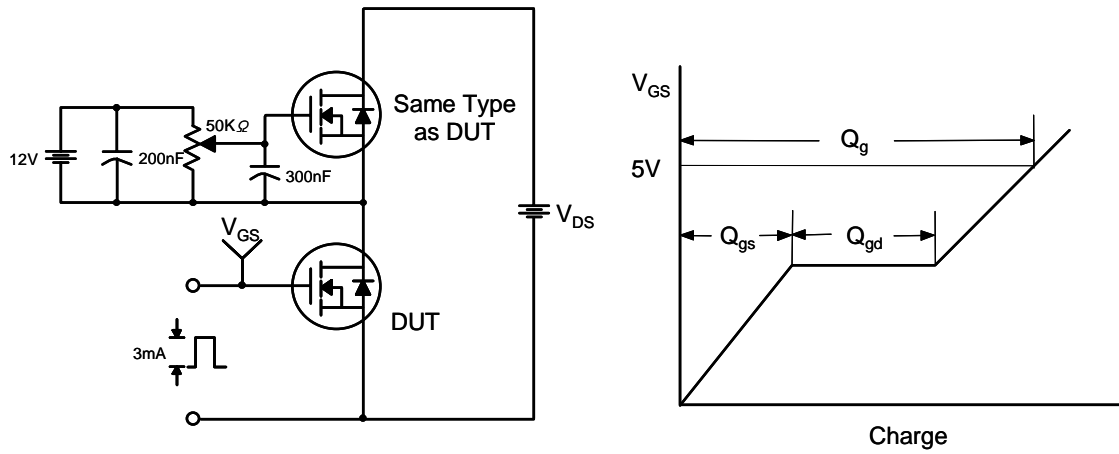 12V
200nF
50KΩ
300nF
Same Type
as DUT
V_DS
V_GS
DUT
3mA
V_GS
5V
Q_g
Q_gs
Q_gd
Charge